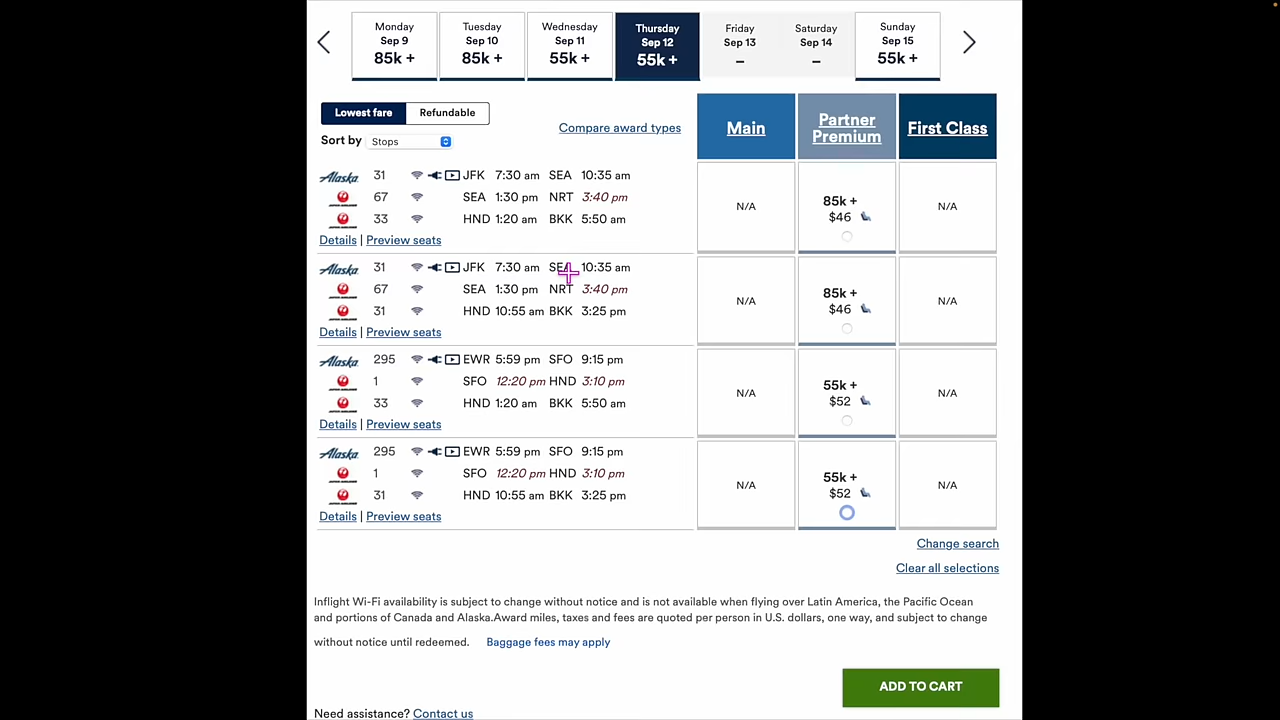 Monday
Sep 9
85k +
Tuesday
Sep 10
85k +
Wednesday
Sep 11
55k +
Thursday
Sep 12
55k +
Friday
Sep 13
–
Saturday
Sep 14
–
Sunday
Sep 15
55k +
Lowest fare
Refundable
Sort by Stops
Compare award types
Main
Partner
Premium
First Class
Alaska 31 JFK 7:30 am SEA 10:35 am
67 SEA 1:30 pm NRT 3:40 pm
33 HND 1:20 am BKK 5:50 am
Details | Preview seats
N/A
85k +
$46
N/A
Alaska 31 JFK 7:30 am SEA 10:35 am
67 SEA 1:30 pm NRT 3:40 pm
31 HND 10:55 am BKK 3:25 pm
Details | Preview seats
N/A
85k +
$46
N/A
Alaska 295 EWR 5:59 pm SFO 9:15 pm
1 SFO 12:20 pm HND 3:10 pm
33 HND 1:20 am BKK 5:50 am
Details | Preview seats
N/A
55k +
$52
N/A
Alaska 295 EWR 5:59 pm SFO 9:15 pm
1 SFO 12:20 pm HND 3:10 pm
31 HND 10:55 am BKK 3:25 pm
Details | Preview seats
N/A
55k +
$52
N/A
Change search
Clear all selections
Inflight Wi-Fi availability is subject to change without notice and is not available when flying over Latin America, the Pacific Ocean
and portions of Canada and Alaska.Award miles, taxes and fees are quoted per person in U.S. dollars, one way, and subject to change
without notice until redeemed. Baggage fees may apply
ADD TO CART
Need assistance? Contact us